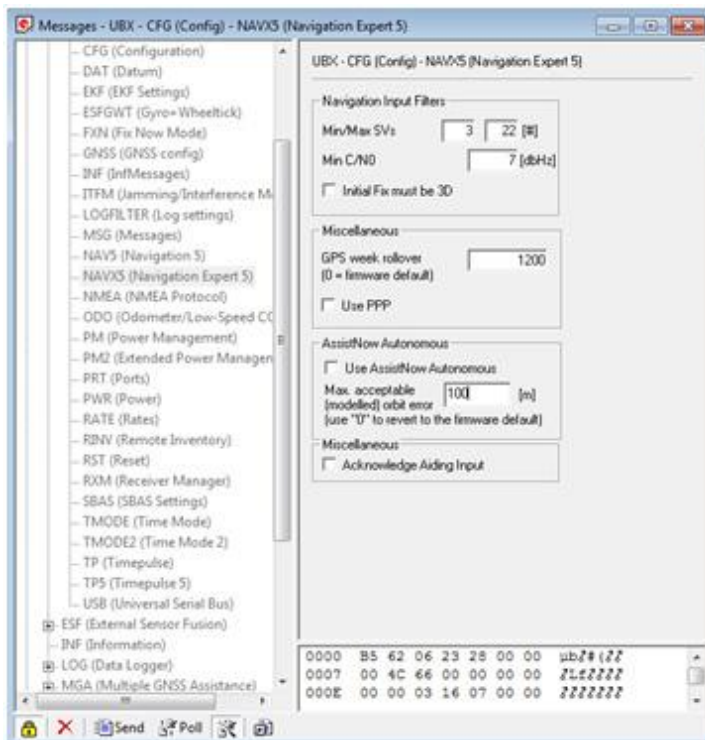 Messages - UBX - CFG (Config) - NAVX5 (Navigation Expert 5)
CFG (Configuration)
DAT (Datum)
EKF (EKF Settings)
ESFGWT (Gyro+Wheeltick)
FXN (Fix Now Mode)
GNSS (GNSS config)
INF (Inf Messages)
ITFM (Jamming/Interference M
LOGFILTER (Log settings)
MSG (Messages)
NAV5 (Navigation 5)
NAVX5 (Navigation Expert 5)
NMEA (NMEA Protocol)
ODO (Odometer/Low-Speed CO
PM (Power Management)
PM2 (Extended Power Managen
PRT (Ports)
PWR (Power)
RATE (Rates)
RINV (Remote Inventory)
RST (Reset)
RXM (Receiver Manager)
SBAS (SBAS Settings)
TMODE (Time Mode)
TMODE2 (Time Mode 2)
TP (Timepulse)
TP5 (Timepulse 5)
USB (Universal Serial Bus)
ESF (External Sensor Fusion)
INF (Information)
LOG (Data Logger)
MGA (Multiple GNSS Assistance)
UBX - CFG (Config) - NAVX5 (Navigation Expert 5)
Navigation Input Filters
Min/Max SVs 3 22 [#]
Min C/N0 7 [dbHz]
Initial Fix must be 3D
Miscellaneous
GPS week rollover 1200
(0 = firmware default)
Use PPP
AssistNow Autonomous
Use AssistNow Autonomous
Max. acceptable 100 [m]
(modelled) orbit error
(use "0" to revert to the firmware default)
Miscellaneous
Acknowledge Aiding Input
0000 B5 62 06 23 28 00 00
0007 00 4C 66 00 00 00 00
000E 00 00 03 16 07 00 00
Send Poll